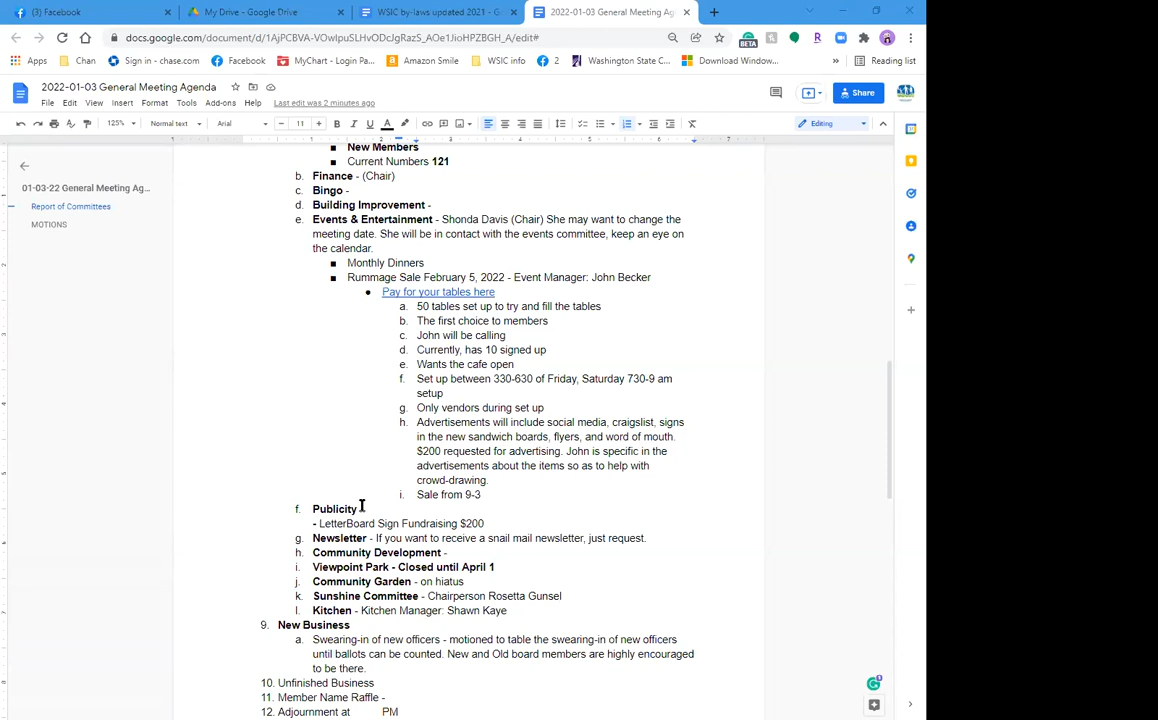 (3) Facebook
My Drive - Google Drive
WSIC by-laws updated 2021 - G
2022-01-03 General Meeting Ag
docs.google.com/document/d/1AjPCBVA-VOwIpuSLHvODcJgRazS_AOe1JioHPZBGH_A/edit#
BETA
Apps
Chan
Sign in - chase.com
Facebook
MyChart - Login Pa...
Amazon Smile
WSIC info
2
Washington State C...
Download Window...
»
Reading list
2022-01-03 General Meeting Agenda
File Edit View Insert Format Tools Add-ons Help Last edit was 2 minutes ago
Share
125% Normal text Arial 11 B I U A
Editing
01-03-22 General Meeting Ag...
Report of Committees
MOTIONS
New Members
Current Numbers 121
b. Finance - (Chair)
c. Bingo -
d. Building Improvement -
e. Events & Entertainment - Shonda Davis (Chair) She may want to change the
meeting date. She will be in contact with the events committee, keep an eye on
the calendar.
Monthly Dinners
Rummage Sale February 5, 2022 - Event Manager: John Becker
Pay for your tables here
a. 50 tables set up to try and fill the tables
b. The first choice to members
c. John will be calling
d. Currently, has 10 signed up
e. Wants the cafe open
f. Set up between 330-630 of Friday, Saturday 730-9 am
setup
g. Only vendors during set up
h. Advertisements will include social media, craigslist, signs
in the new sandwich boards, flyers, and word of mouth.
$200 requested for advertising. John is specific in the
advertisements about the items so as to help with
crowd-drawing.
i. Sale from 9-3
f. Publicity
- LetterBoard Sign Fundraising $200
g. Newsletter - If you want to receive a snail mail newsletter, just request.
h. Community Development -
i. Viewpoint Park - Closed until April 1
j. Community Garden - on hiatus
k. Sunshine Committee - Chairperson Rosetta Gunsel
l. Kitchen - Kitchen Manager: Shawn Kaye
9. New Business
a. Swearing-in of new officers - motioned to table the swearing-in of new officers
until ballots can be counted. New and Old board members are highly encouraged
to be there.
10. Unfinished Business
11. Member Name Raffle -
12. Adjournment at PM